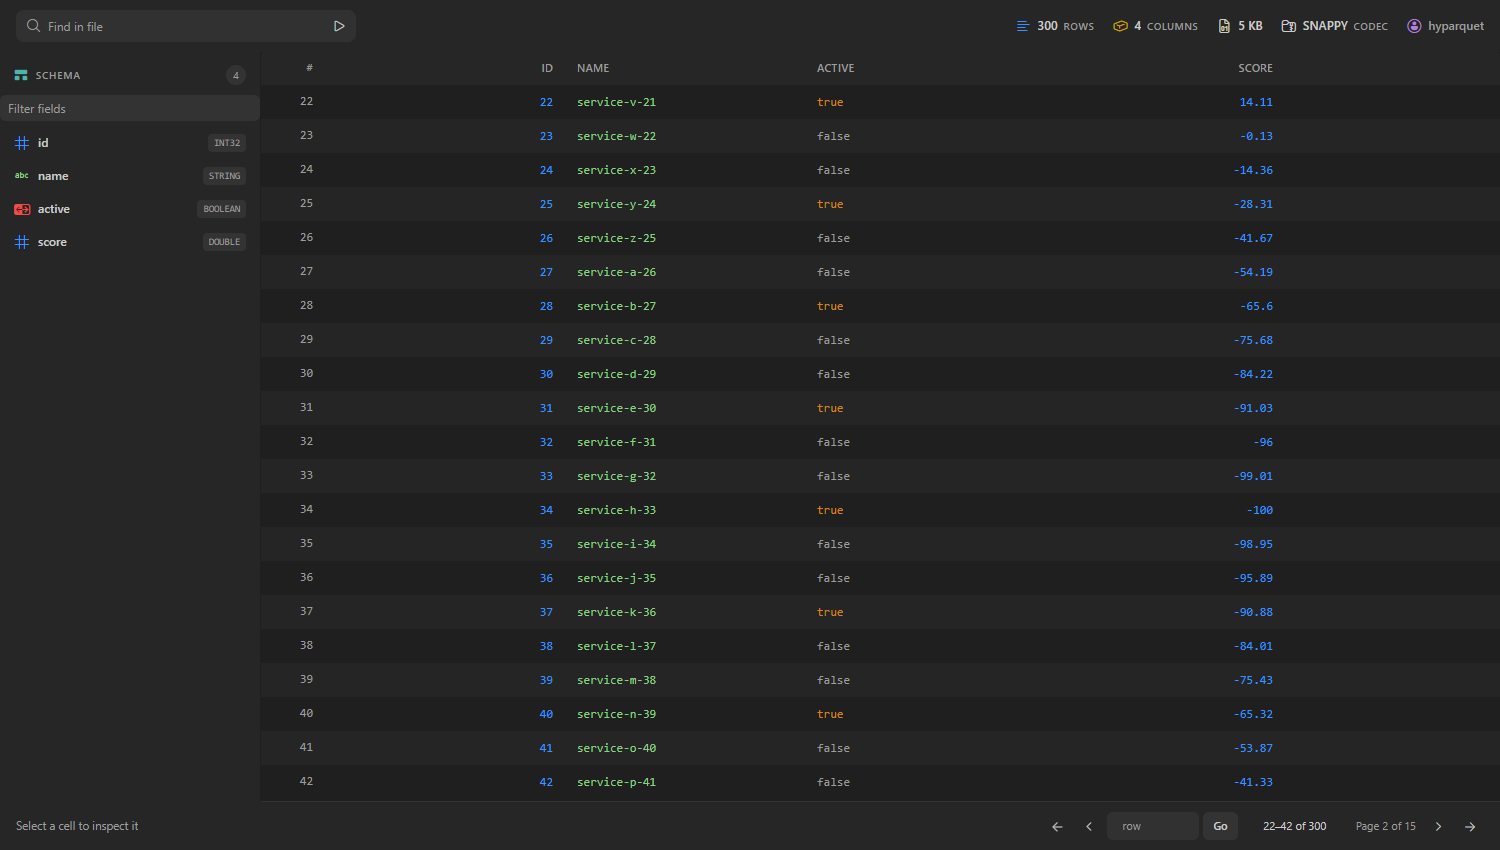 Find in file
300 ROWS 4 COLUMNS 5 KB SNAPPY CODEC hyparquet
SCHEMA 4
Filter fields
id INT32
abc name STRING
active BOOLEAN
score DOUBLE
# ID NAME ACTIVE SCORE
22 22 service-v-21 true 14.11
23 23 service-w-22 false -0.13
24 24 service-x-23 false -14.36
25 25 service-y-24 true -28.31
26 26 service-z-25 false -41.67
27 27 service-a-26 false -54.19
28 28 service-b-27 true -65.6
29 29 service-c-28 false -75.68
30 30 service-d-29 false -84.22
31 31 service-e-30 true -91.03
32 32 service-f-31 false -96
33 33 service-g-32 false -99.01
34 34 service-h-33 true -100
35 35 service-i-34 false -98.95
36 36 service-j-35 false -95.89
37 37 service-k-36 true -90.88
38 38 service-l-37 false -84.01
39 39 service-m-38 false -75.43
40 40 service-n-39 true -65.32
41 41 service-o-40 false -53.87
42 42 service-p-41 false -41.33
Select a cell to inspect it
row Go 22–42 of 300 Page 2 of 15